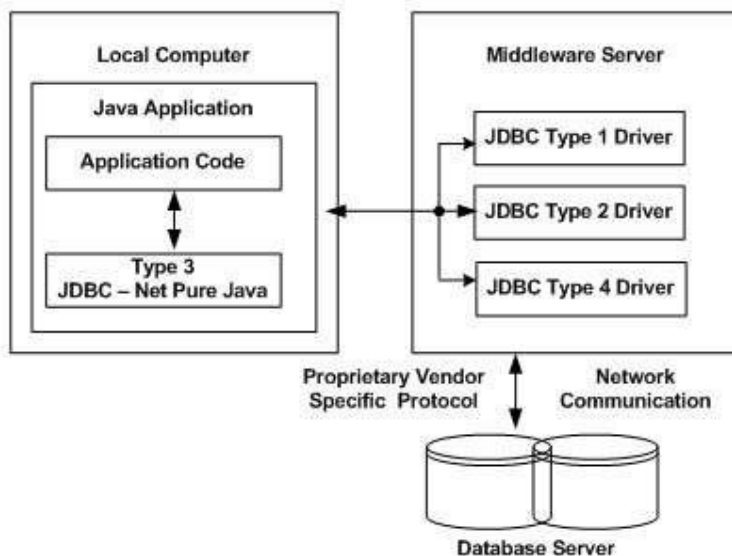 Local Computer
Java Application
Application Code
Type 3
JDBC – Net Pure Java
Middleware Server
JDBC Type 1 Driver
JDBC Type 2 Driver
JDBC Type 4 Driver
Proprietary Vendor
Specific Protocol
Network
Communication
Database Server